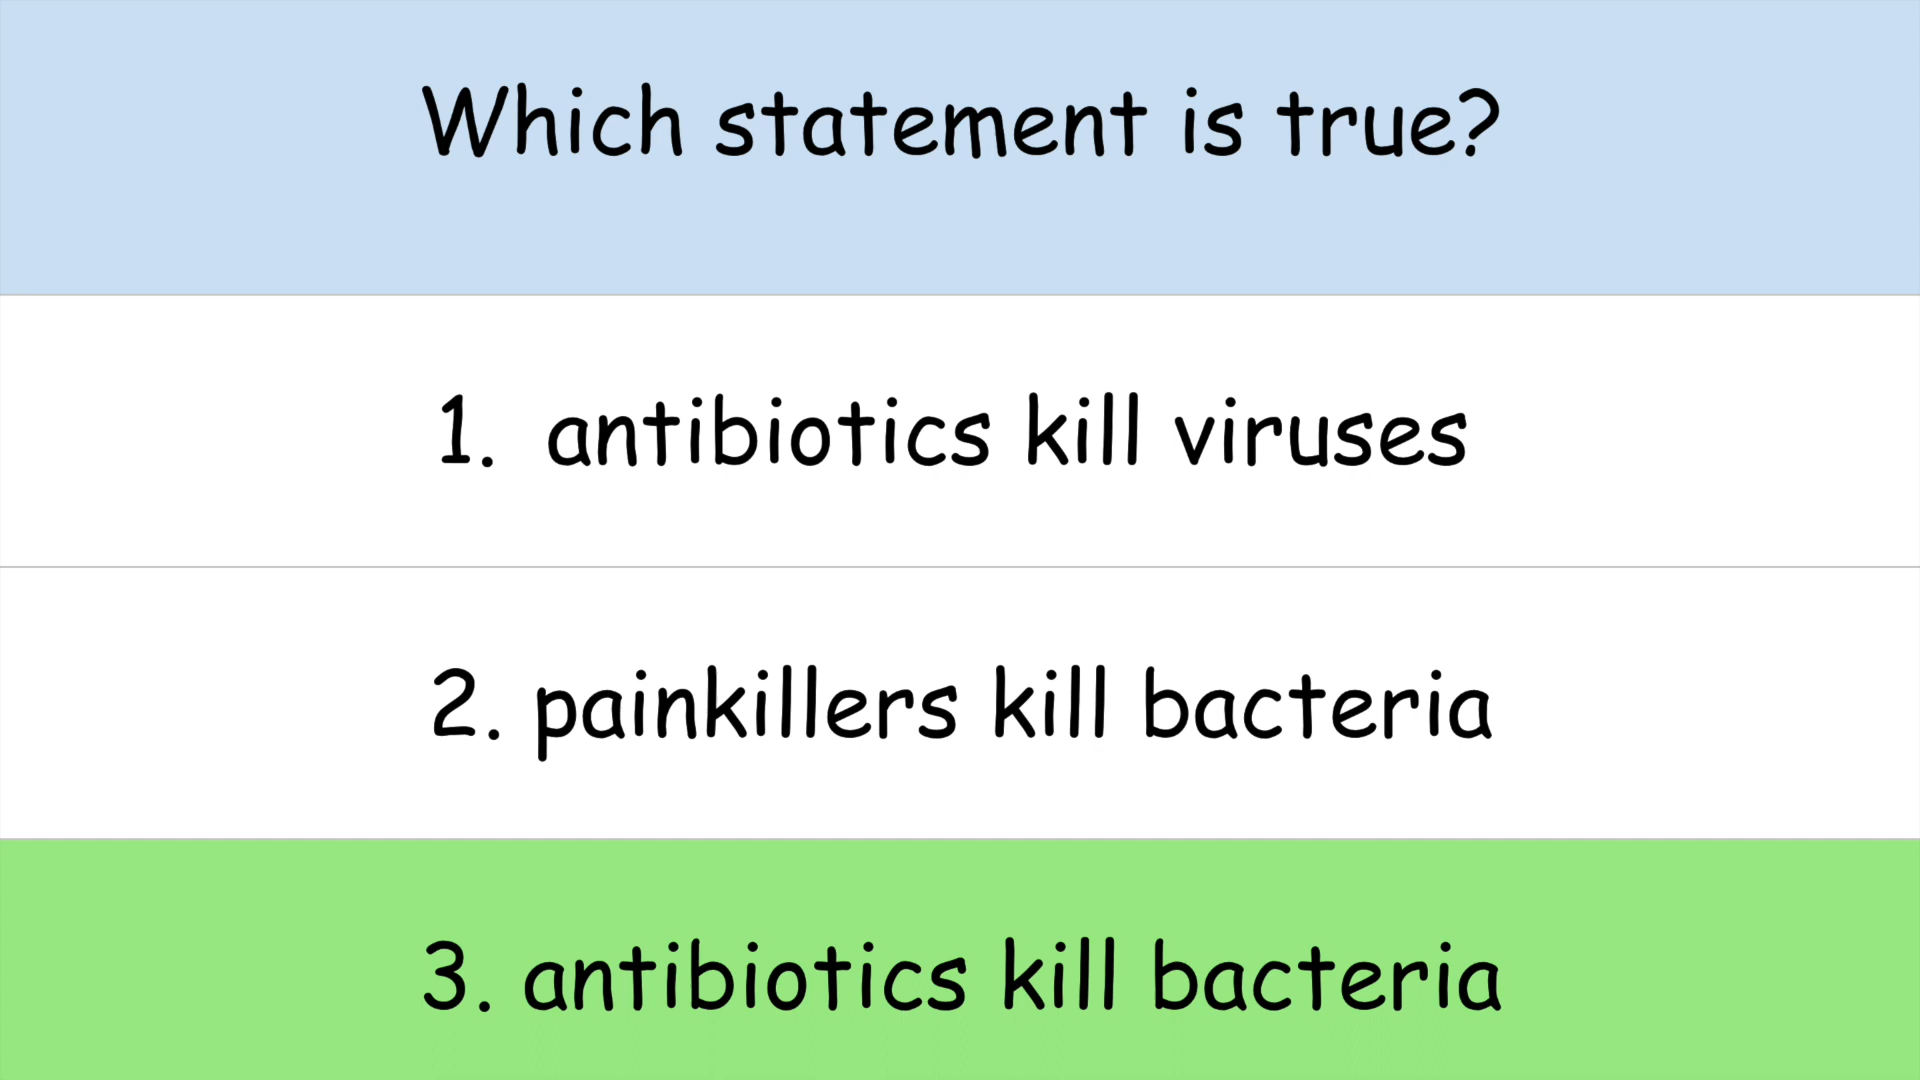 Which statement is true?
1. antibiotics kill viruses
2. painkillers kill bacteria
3. antibiotics kill bacteria